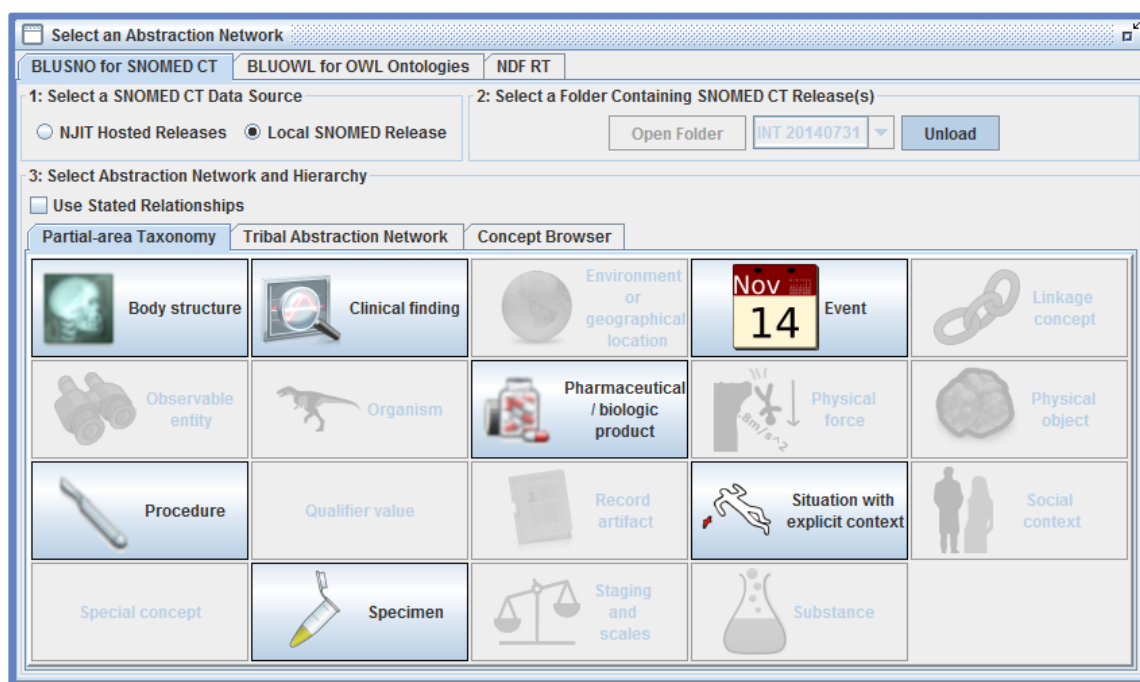 Select an Abstraction Network
BLUSNO for SNOMED CT BLUOWL for OWL Ontologies NDF RT
1: Select a SNOMED CT Data Source
NJIT Hosted Releases Local SNOMED Release
2: Select a Folder Containing SNOMED CT Release(s)
Open Folder INT 20140731 Unload
3: Select Abstraction Network and Hierarchy
Use Stated Relationships
Partial-area Taxonomy Tribal Abstraction Network Concept Browser
Body structure
Clinical finding
Environment
or
geographical
location
Nov
14
Event
Linkage
concept
Observable
entity
Organism
Pharmaceutical
/ biologic
product
.8m/s^2
Physical
force
Physical
object
Procedure
Qualifier value
Record
artifact
Situation with
explicit context
Social
context
Special concept
Specimen
Staging
and
scales
Substance